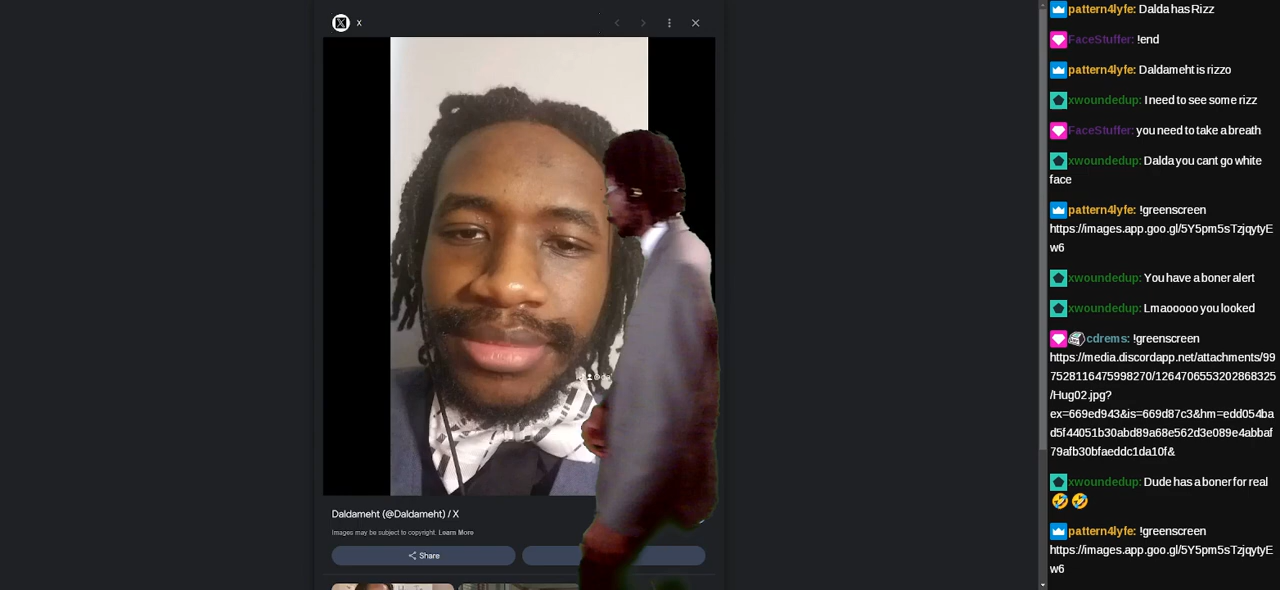 X
Daldameht (@Daldameht) / X
Images may be subject to copyright. Learn More
Share
pattern4lyfe: Dalda has Rizz
FaceStuffer: !end
pattern4lyfe: Daldameht is rizzo
xwoundedup: I need to see some rizz
FaceStuffer: you need to take a breath
xwoundedup: Dalda you cant go white
face
pattern4lyfe: !greenscreen
https://images.app.goo.gl/5Y5pm5sTzjqytyE
w6
xwoundedup: You have a boner alert
xwoundedup: Lmaooooo you looked
cdrems: !greenscreen
https://media.discordapp.net/attachments/99
7528116475998270/1264706553202868325
/Hug02.jpg?
ex=669ed943&is=669d87c3&hm=edd054ba
d5f44051b30abd89a68e562d3e089e4abbaf
79afb30bfaeddc1da10f&
xwoundedup: Dude has a boner for real
🤣 🤣
pattern4lyfe: !greenscreen
https://images.app.goo.gl/5Y5pm5sTzjqytyE
w6